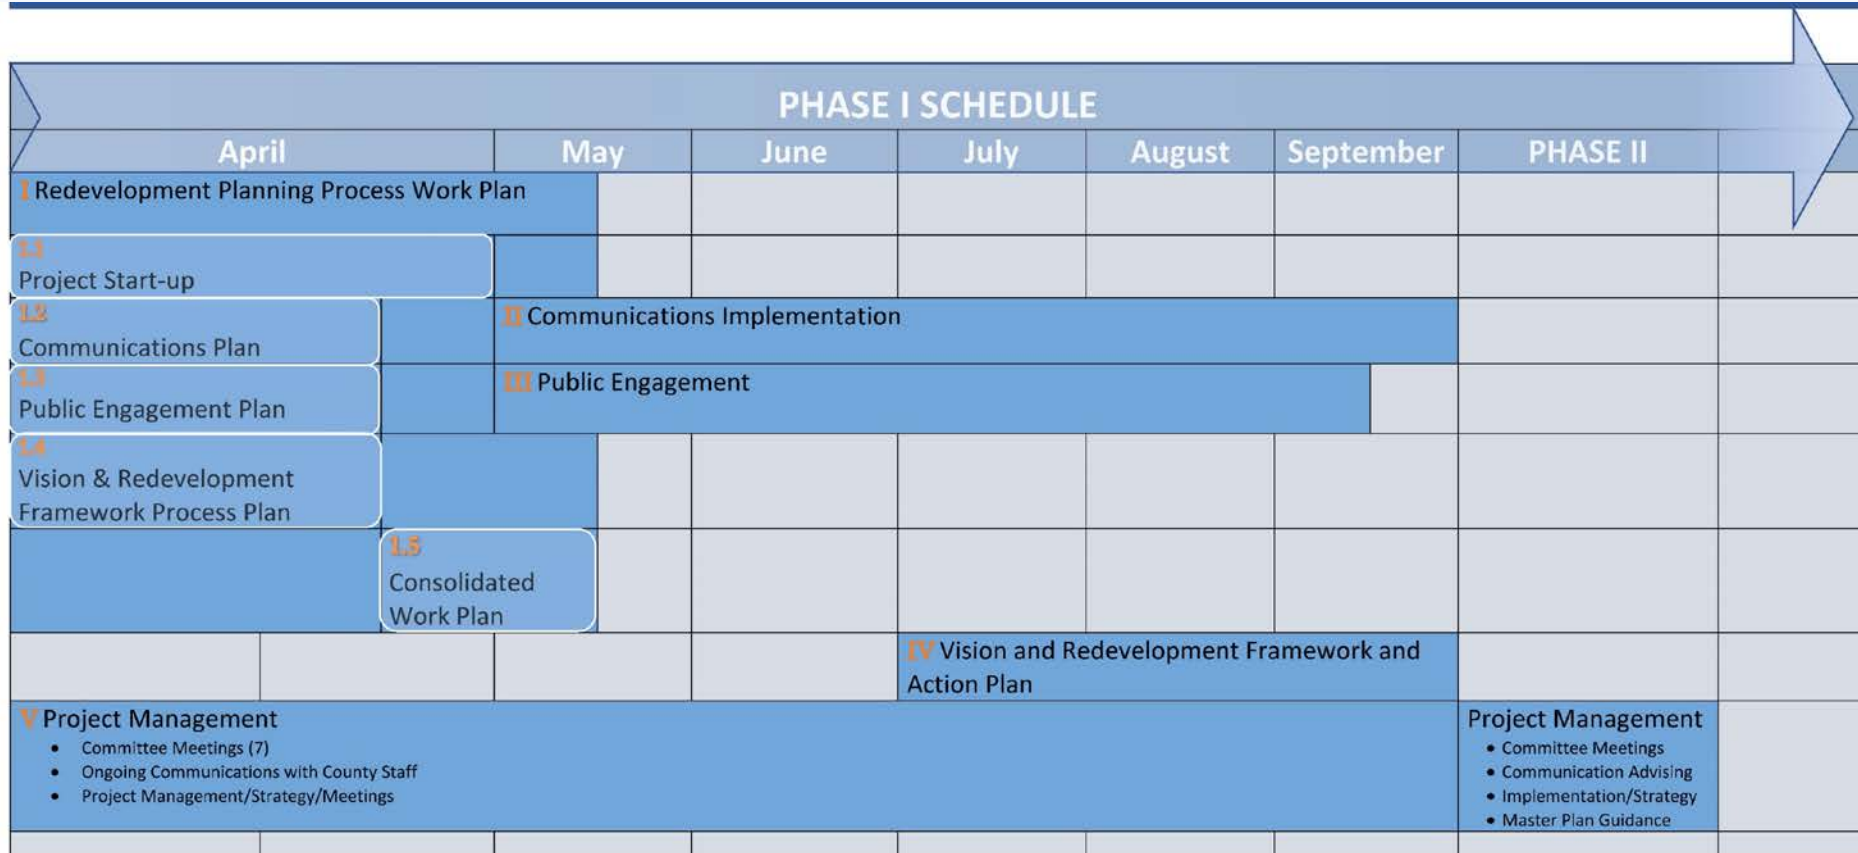 PHASE I SCHEDULE
April May June July August September PHASE II
I Redevelopment Planning Process Work Plan
1.1
Project Start-up
1.2
Communications Plan
II Communications Implementation
1.3
Public Engagement Plan
III Public Engagement
1.4
Vision & Redevelopment
Framework Process Plan
1.5
Consolidated
Work Plan
IV Vision and Redevelopment Framework and
Action Plan
V Project Management
• Committee Meetings (7)
• Ongoing Communications with County Staff
• Project Management/Strategy/Meetings
Project Management
• Committee Meetings
• Communication Advising
• Implementation/Strategy
• Master Plan Guidance